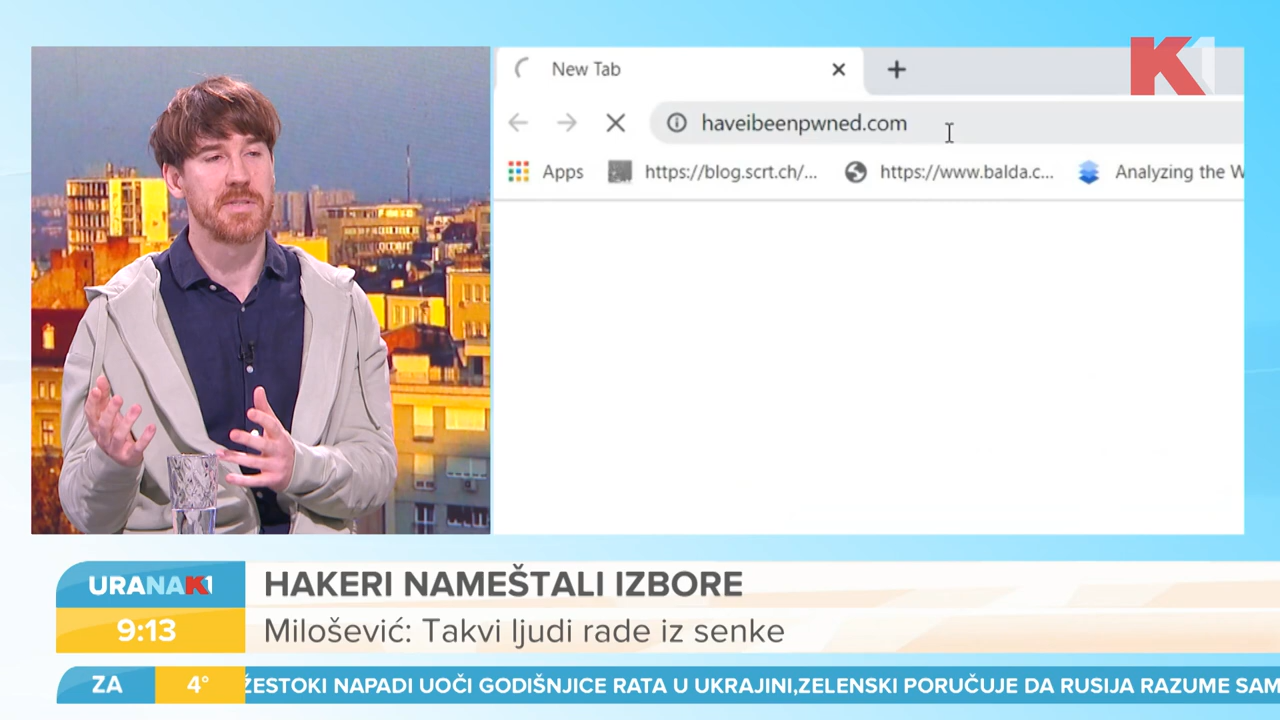 K1
New Tab
haveibeenpwned.com
Apps
https://blog.scrt.ch/...
https://www.balda.c...
Analyzing the W
URANAK1
HAKERI NAMEŠTALI IZBORE
9:13
Milošević: Takvi ljudi rade iz senke
ZA
4°
ŽESTOKI NAPADI UOČI GODIŠNJICE RATA U UKRAJINI,ZELENSKI PORUČUJE DA RUSIJA RAZUME SAM